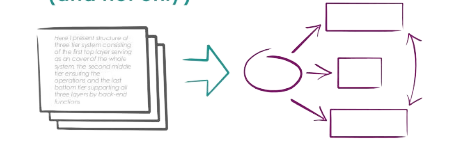 (and not only)
Here I present structure of
three tier system consisting
of the first top layer serving
as an cover of the whole
system, the second middle
tier ensuring the
operations and the last
bottom tier supporting all
three layers by back-end
functions